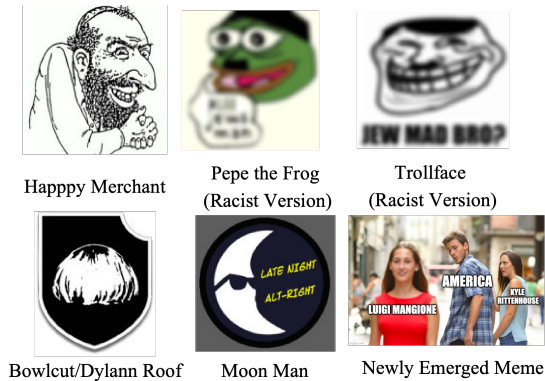 JEW MAD BRO?
Happpy Merchant
Pepe the Frog
(Racist Version)
Trollface
(Racist Version)
LATE NIGHT
ALT-RIGHT
LUIGI MANGIONE
AMERICA
KYLE
RITTENHOUSE
Bowlcut/Dylann Roof
Moon Man
Newly Emerged Meme